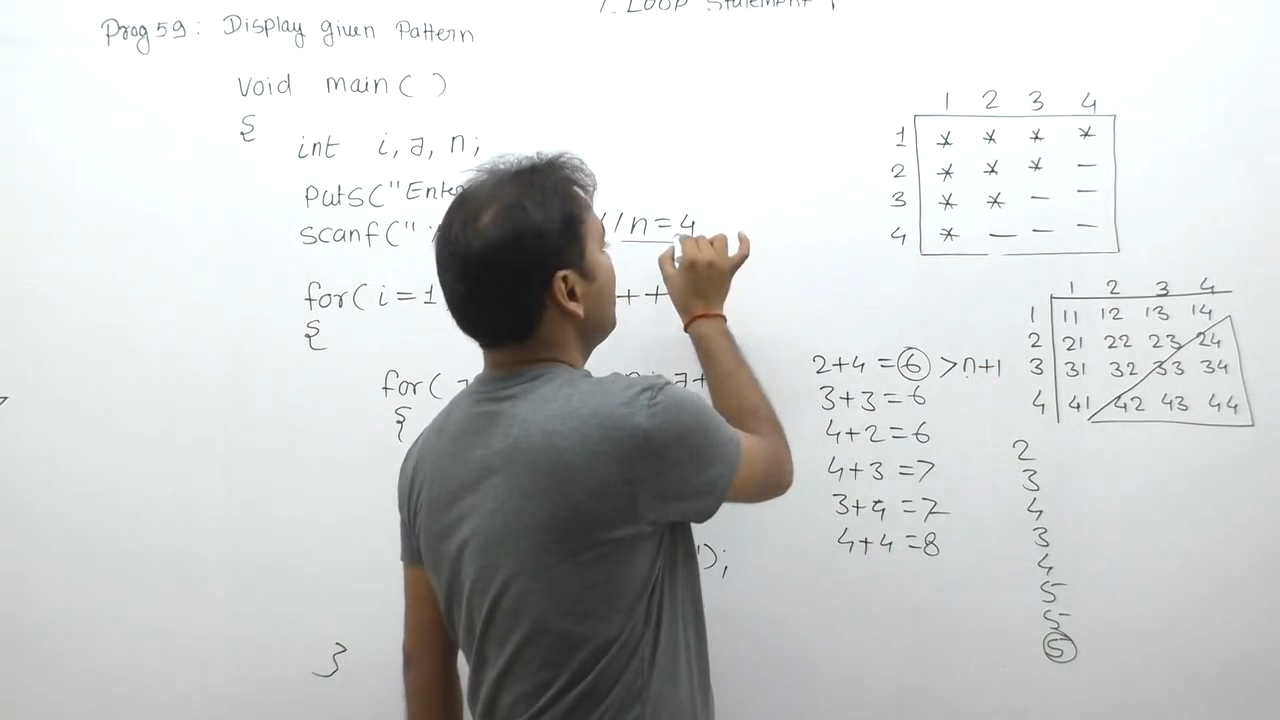 1. Loop Statement 1
Prog 59: Display given Pattern
void main( )
{
int i, J, n;
puts("Enter
scanf("
// n=4
for( i=1
++
{
for( J
J+
{
");
}
1 2 3 4
1 * * * *
2 * * * -
3 * * - -
4 * - - -
1 2 3 4
1 11 12 13 14
2 21 22 23 24
3 31 32 33 34
4 41 42 43 44
2+4 = 6 >n+1
3+3=6
4+2=6
4+3=7
3+4=7
4+4=8
2
3
4
3
4
5
5
5